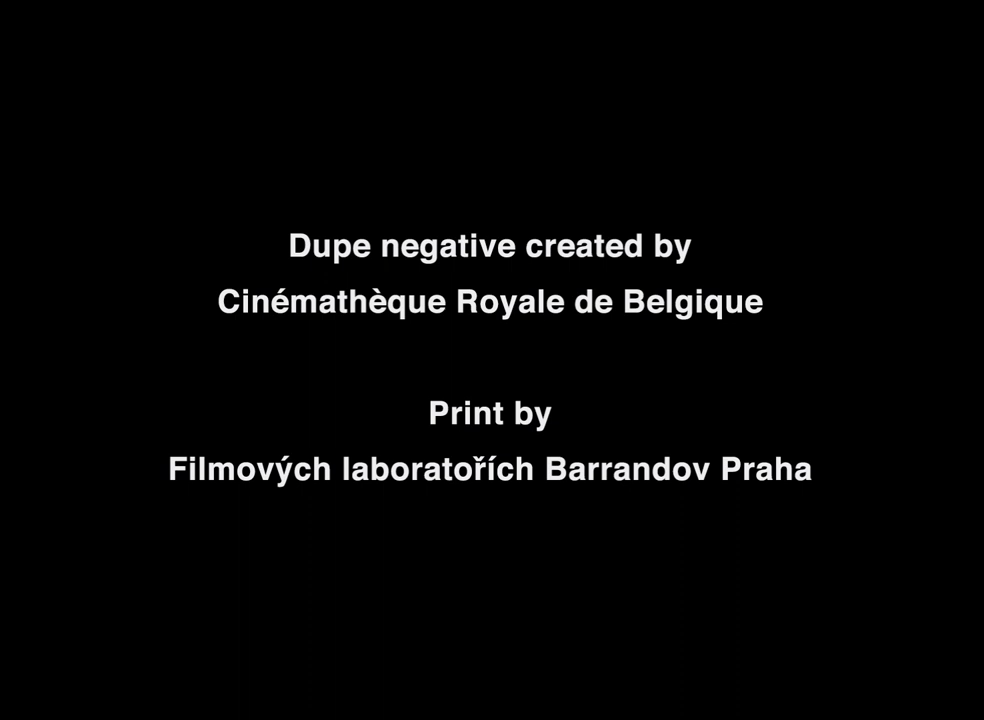 Dupe negative created by
Cinémathèque Royale de Belgique
Print by
Filmových laboratořích Barrandov Praha